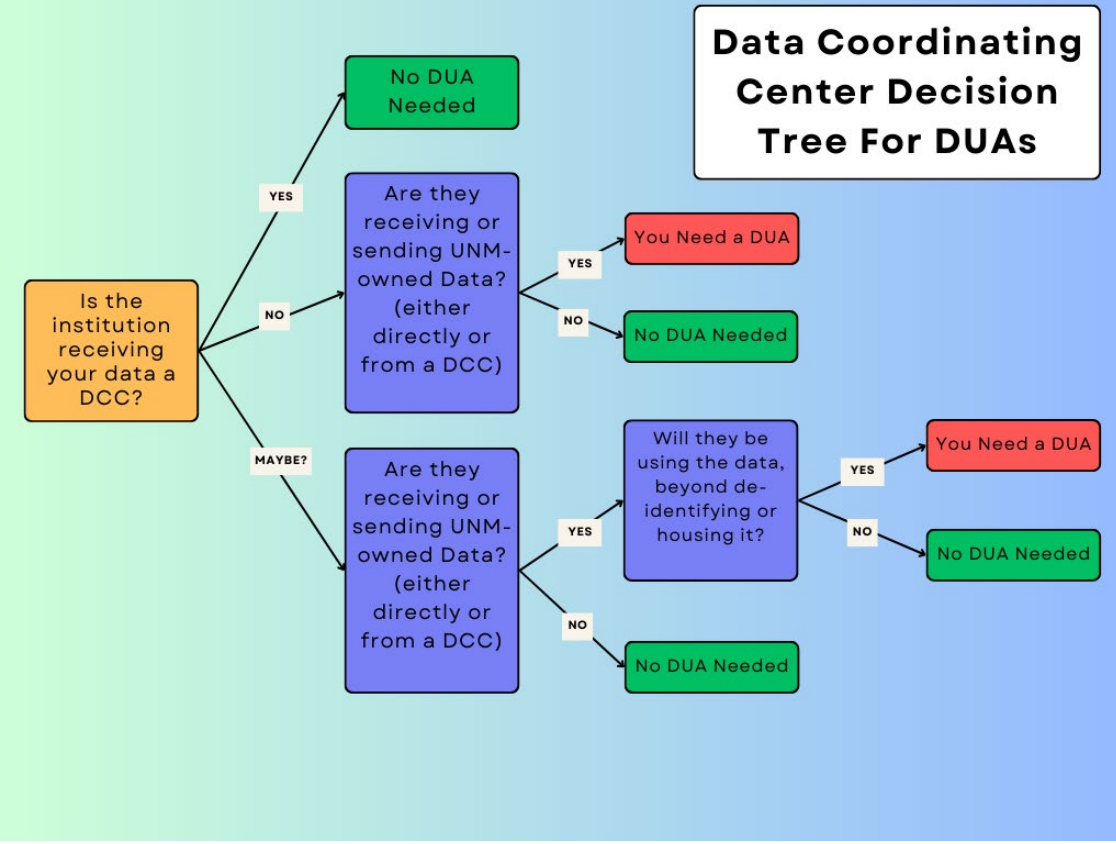 Data Coordinating
Center Decision
Tree For DUAs
Is the
institution
receiving
your data a
DCC?
YES
No DUA
Needed
NO
Are they
receiving or
sending UNM-
owned Data?
(either
directly or
from a DCC)
YES
You Need a DUA
NO
No DUA Needed
MAYBE?
Are they
receiving or
sending UNM-
owned Data?
(either
directly or
from a DCC)
YES
Will they be
using the data,
beyond de-
identifying or
housing it?
YES
You Need a DUA
NO
No DUA Needed
NO
No DUA Needed